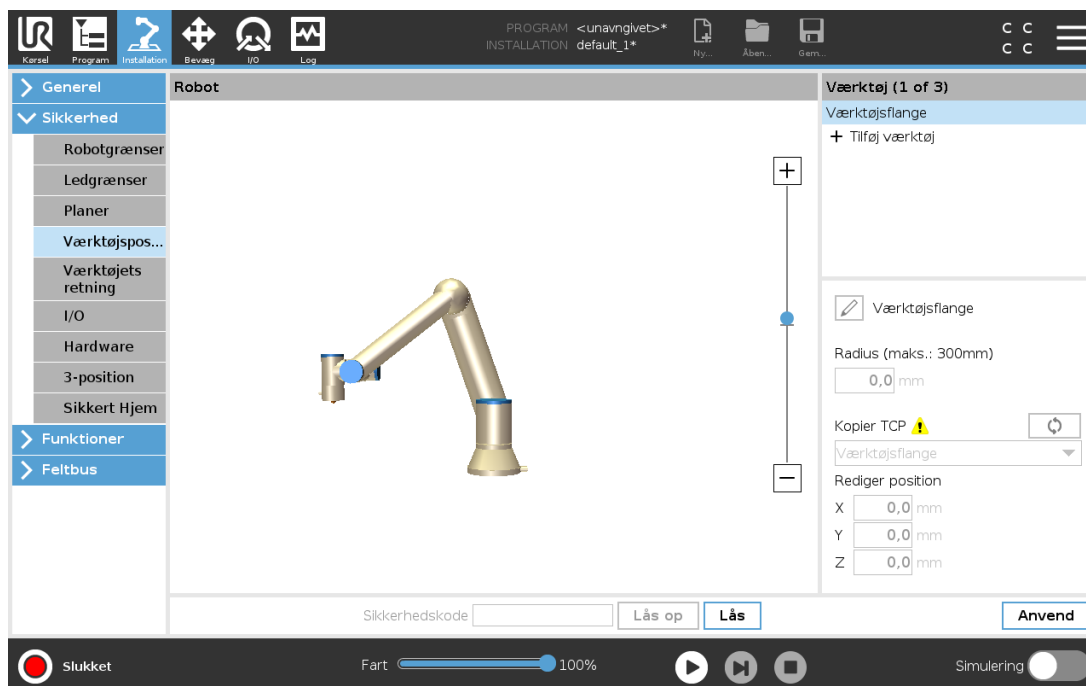 PROGRAM <unavngivet>*
INSTALLATION default_1*
UR
Kørsel
Program
Installation
Bevæg
I/O
Log
Ny...
Åben...
Gem...
C C
C C
Generel
Sikkerhed
Robotgrænser
Ledgrænser
Planer
Værktøjspos...
Værktøjets
retning
I/O
Hardware
3-position
Sikkert Hjem
Funktioner
Feltbus
Robot
Værktøj (1 of 3)
Værktøjsflange
+ Tilføj værktøj
Værktøjsflange
Radius (maks.: 300mm)
0,0 mm
Kopier TCP
Værktøjsflange
Rediger position
X 0,0 mm
Y 0,0 mm
Z 0,0 mm
Sikkerhedskode
Lås op
Lås
Anvend
Slukket
Fart
100%
Simulering